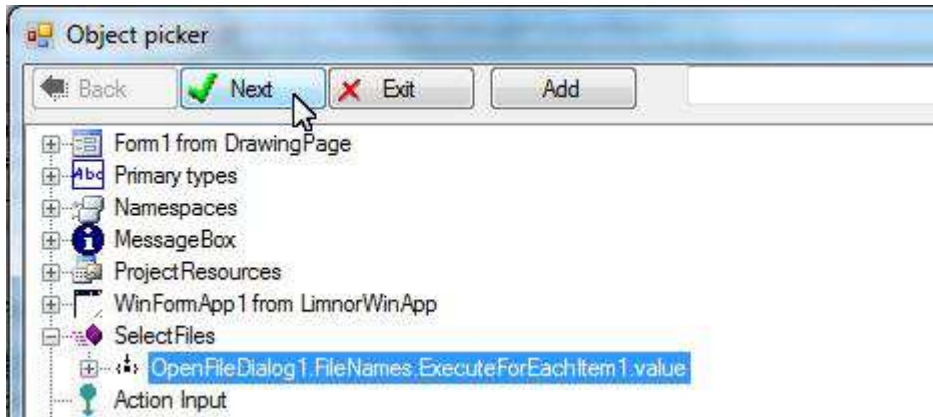 Object picker
Back Next Exit Add
Form1 from DrawingPage
Abc Primary types
Namespaces
MessageBox
ProjectResources
WinFormApp1 from LimnorWinApp
SelectFiles
OpenFileDialog1.FileNames.ExecuteForEachItem1.value
Action Input